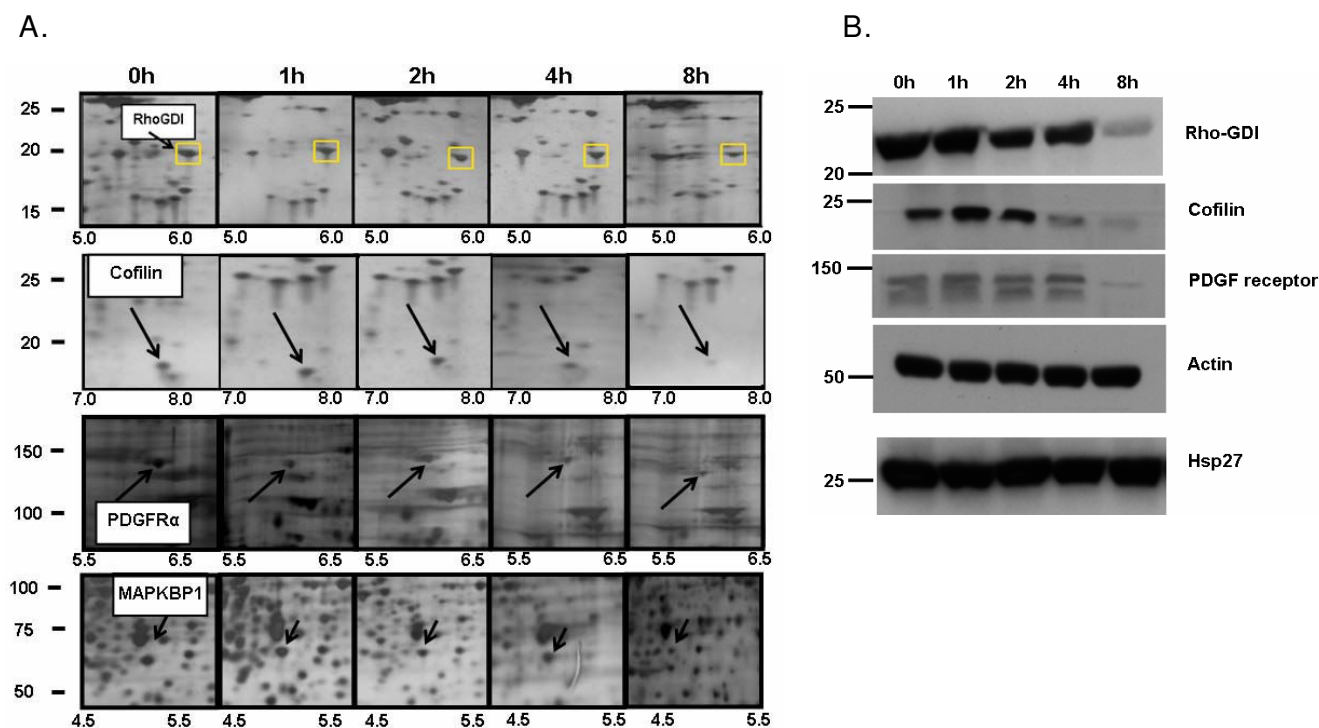 A.
0h 1h 2h 4h 8h
25
RhoGDI
20
15
5.0 6.0 5.0 6.0 5.0 6.0 5.0 6.0 5.0 6.0
Cofilin
25
20
7.0 8.0 7.0 8.0 7.0 8.0 7.0 8.0 7.0 8.0
150
100
PDGFRα
5.5 6.5 5.5 6.5 5.5 6.5 5.5 6.5 5.5 6.5
100
MAPKBP1
75
50
4.5 5.5 4.5 5.5 4.5 5.5 4.5 5.5 4.5 5.5
B.
0h 1h 2h 4h 8h
25
Rho-GDI
20
25
Cofilin
150
PDGF receptor
Actin
50
Hsp27
25